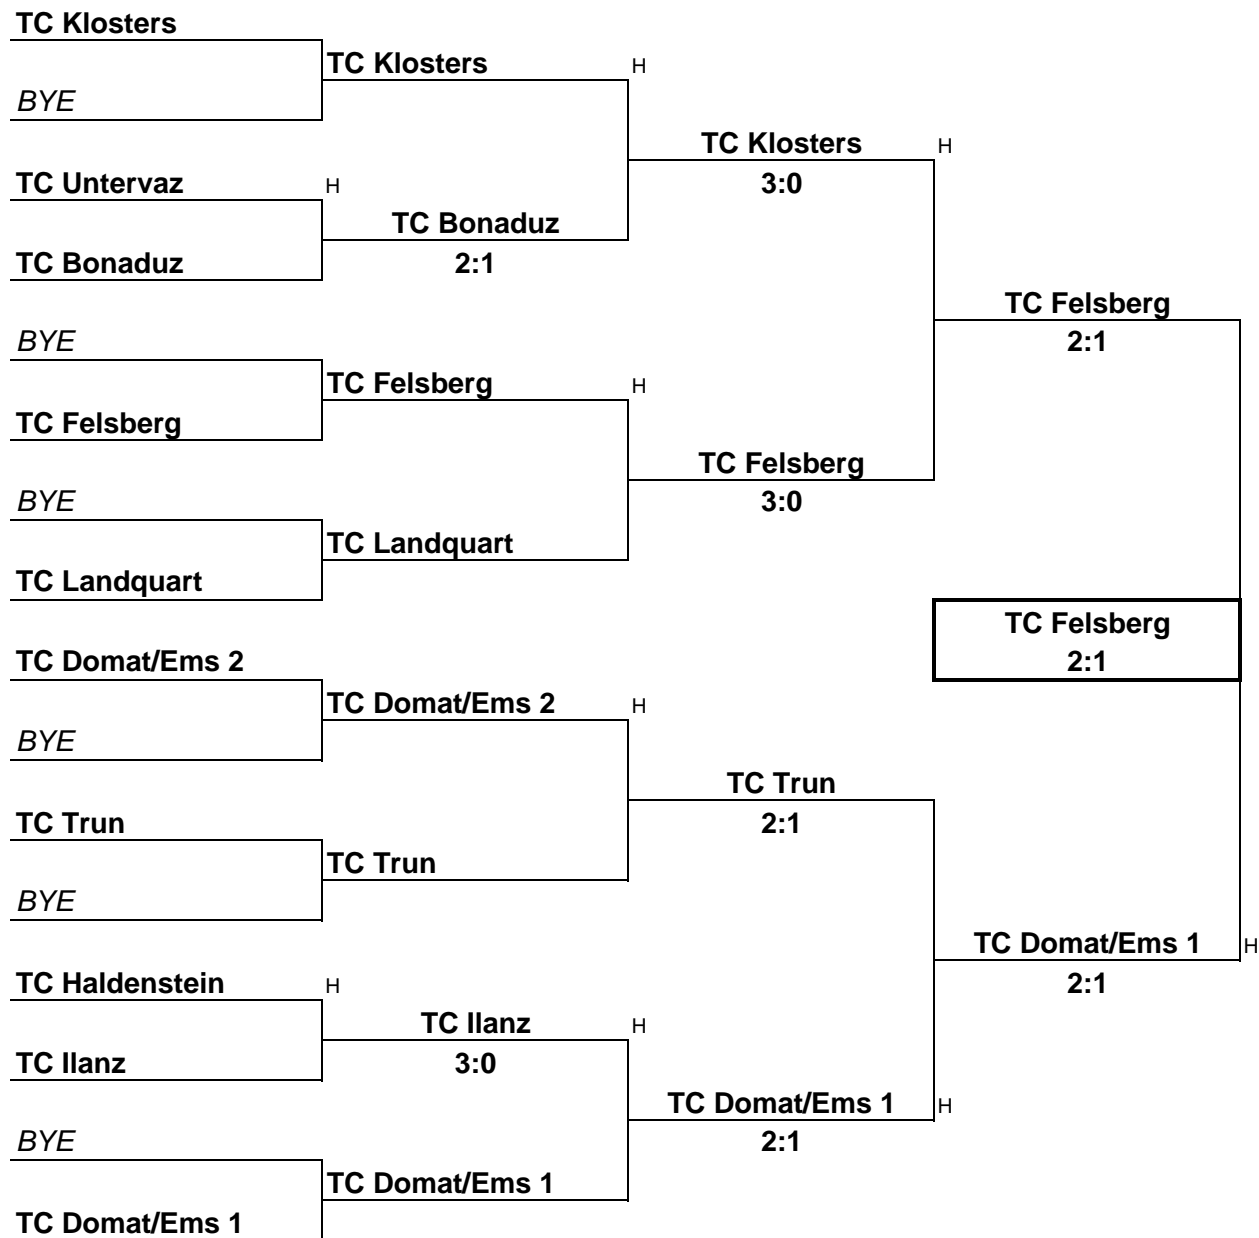 TC Klosters
TC Klosters H
BYE
TC Klosters H
TC Untervaz H
3:0
TC Bonaduz
TC Bonaduz
2:1
TC Felsberg
BYE
2:1
TC Felsberg H
TC Felsberg
TC Felsberg
BYE
3:0
TC Landquart
TC Landquart
TC Felsberg
TC Domat/Ems 2
2:1
TC Domat/Ems 2 H
BYE
TC Trun
TC Trun
2:1
TC Trun
BYE
TC Domat/Ems 1 H
TC Haldenstein H
2:1
TC Ilanz H
TC Ilanz
3:0
TC Domat/Ems 1 H
BYE
2:1
TC Domat/Ems 1
TC Domat/Ems 1